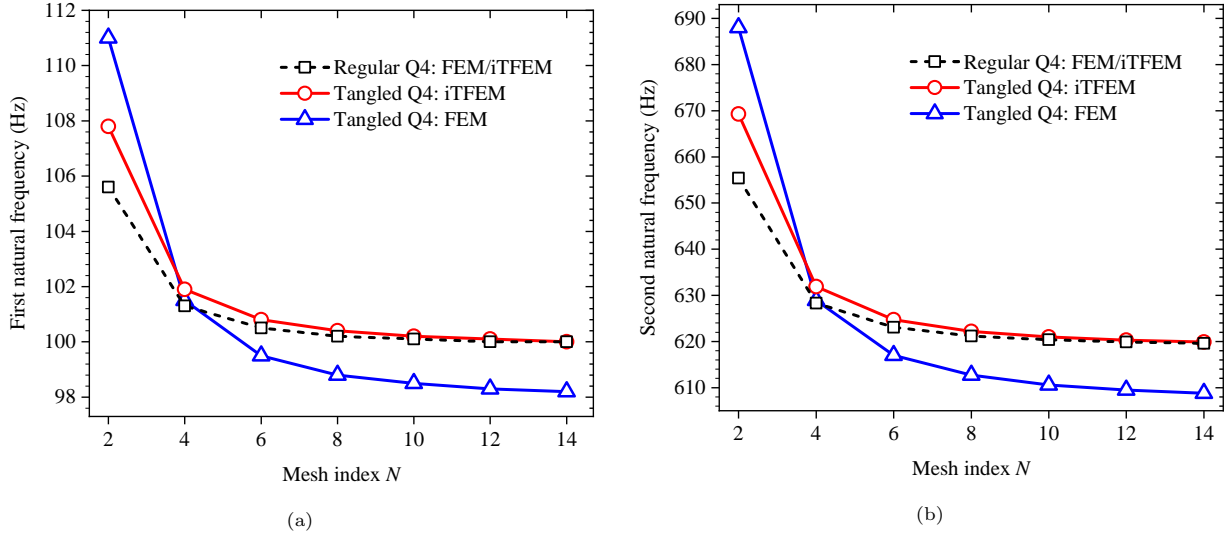 112
110
108
106
104
102
100
98
First natural frequency (Hz)
Regular Q4: FEM/iTFEM
Tangled Q4: iTFEM
Tangled Q4: FEM
2 4 6 8 10 12 14
Mesh index N
(a)
690
680
670
660
650
640
630
620
610
Second natural frequency (Hz)
Regular Q4: FEM/iTFEM
Tangled Q4: iTFEM
Tangled Q4: FEM
2 4 6 8 10 12 14
Mesh index N
(b)